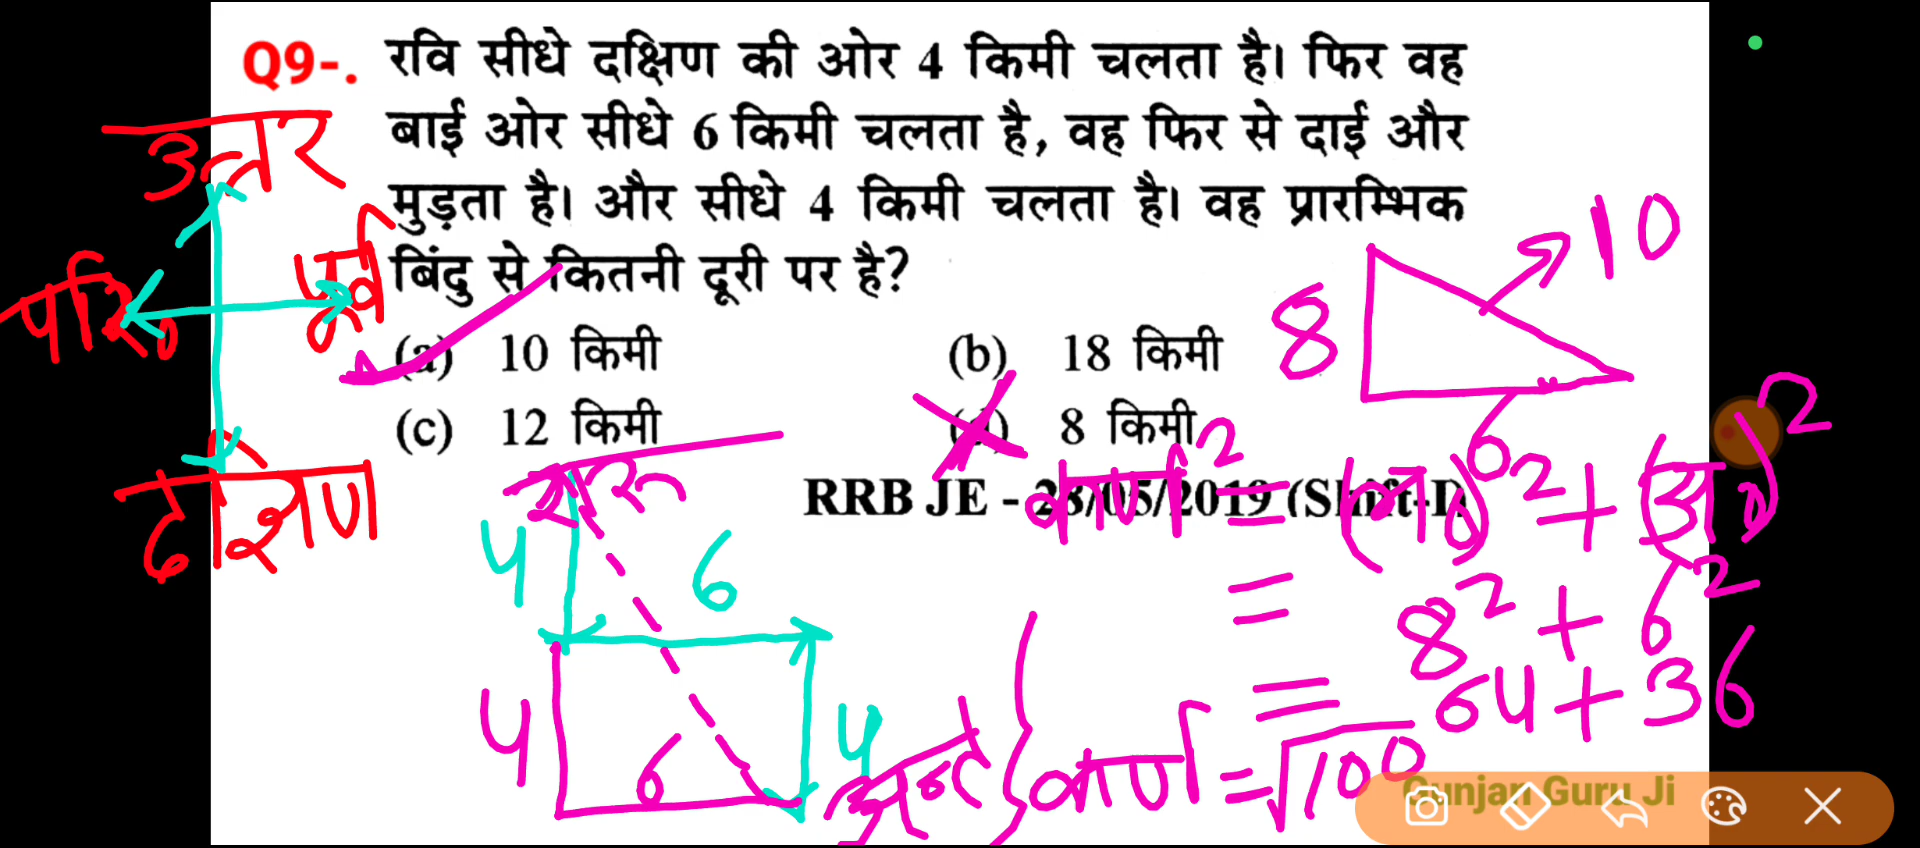 Q9-. रवि सीधे दक्षिण की ओर 4 किमी चलता है। फिर वह
बाई ओर सीधे 6 किमी चलता है, वह फिर से दाई और
मुड़ता है। और सीधे 4 किमी चलता है। वह प्रारम्भिक
बिंदु से कितनी दूरी पर है?
(a) 10 किमी (b) 18 किमी
(c) 12 किमी (d) 8 किमी
RRB JE - 28/05/2019 (Shift-I)
उत्तर
पूर्व
दक्षिण
8
10
6
4
6
4
6
4
= 8² + 6²
= 64 + 36
कर्ण = √100
Gunjan Guru Ji